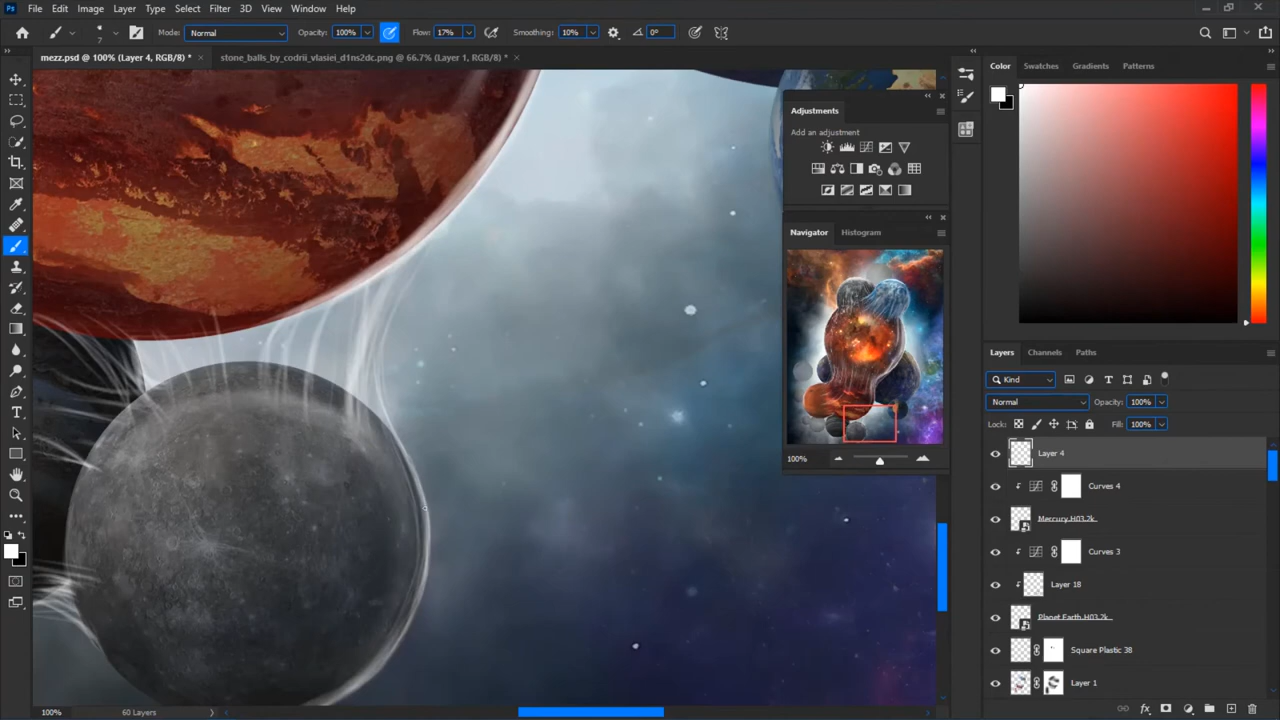 Ps File Edit Image Layer Type Select Filter 3D View Window Help
7 Mode: Normal Opacity: 100% Flow: 17% Smoothing: 10% 0°
mezz.psd @ 100% (Layer 4, RGB/8) * × stone_balls_by_codrii_vlasiei_d1ns2dc.png @ 66.7% (Layer 1, RGB/8) * ×
Color Swatches Gradients Patterns
Adjustments
Add an adjustment
Navigator Histogram
100%
Layers Channels Paths
Kind
Normal Opacity: 100%
Lock: Fill: 100%
Layer 4
Curves 4
Mercury.H03.2k
Curves 3
Layer 18
Planet Earth.H03.2k
Square Plastic 38
Layer 1
100% 60 Layers